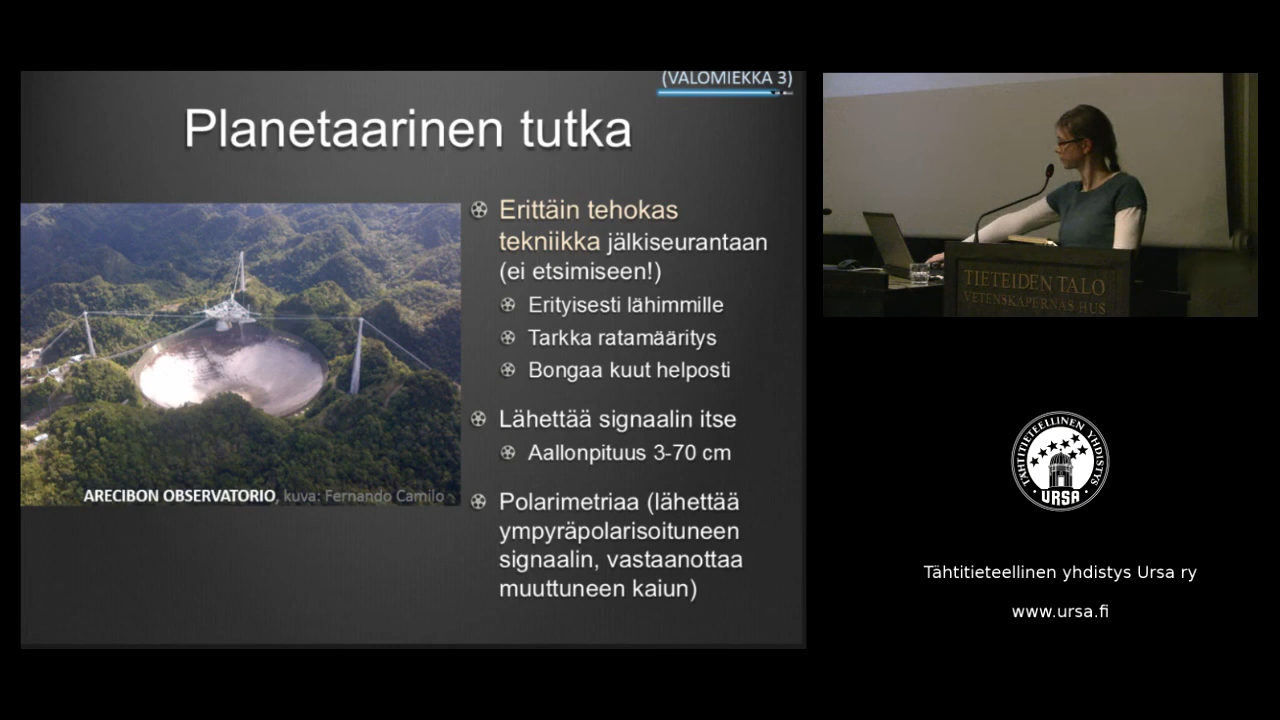 (VALOMIEKKA 3)
Planetaarinen tutka
Erittäin tehokas
tekniikka jälkiseurantaan
(ei etsimiseen!)
Erityisesti lähimmille
Tarkka ratamääritys
Bongaa kuut helposti
Lähettää signaalin itse
Aallonpituus 3-70 cm
Polarimetriaa (lähettää
ympyräpolarisoituneen
signaalin, vastaanottaa
muuttuneen kaiun)
ARECIBON OBSERVATORIO, kuva: Fernando Camilo
TIETEIDEN TALO
VETENSKAPERNAS HUS
TÄHTITIETEELLINEN YHDISTYS
URSA
Tähtitieteellinen yhdistys Ursa ry
www.ursa.fi